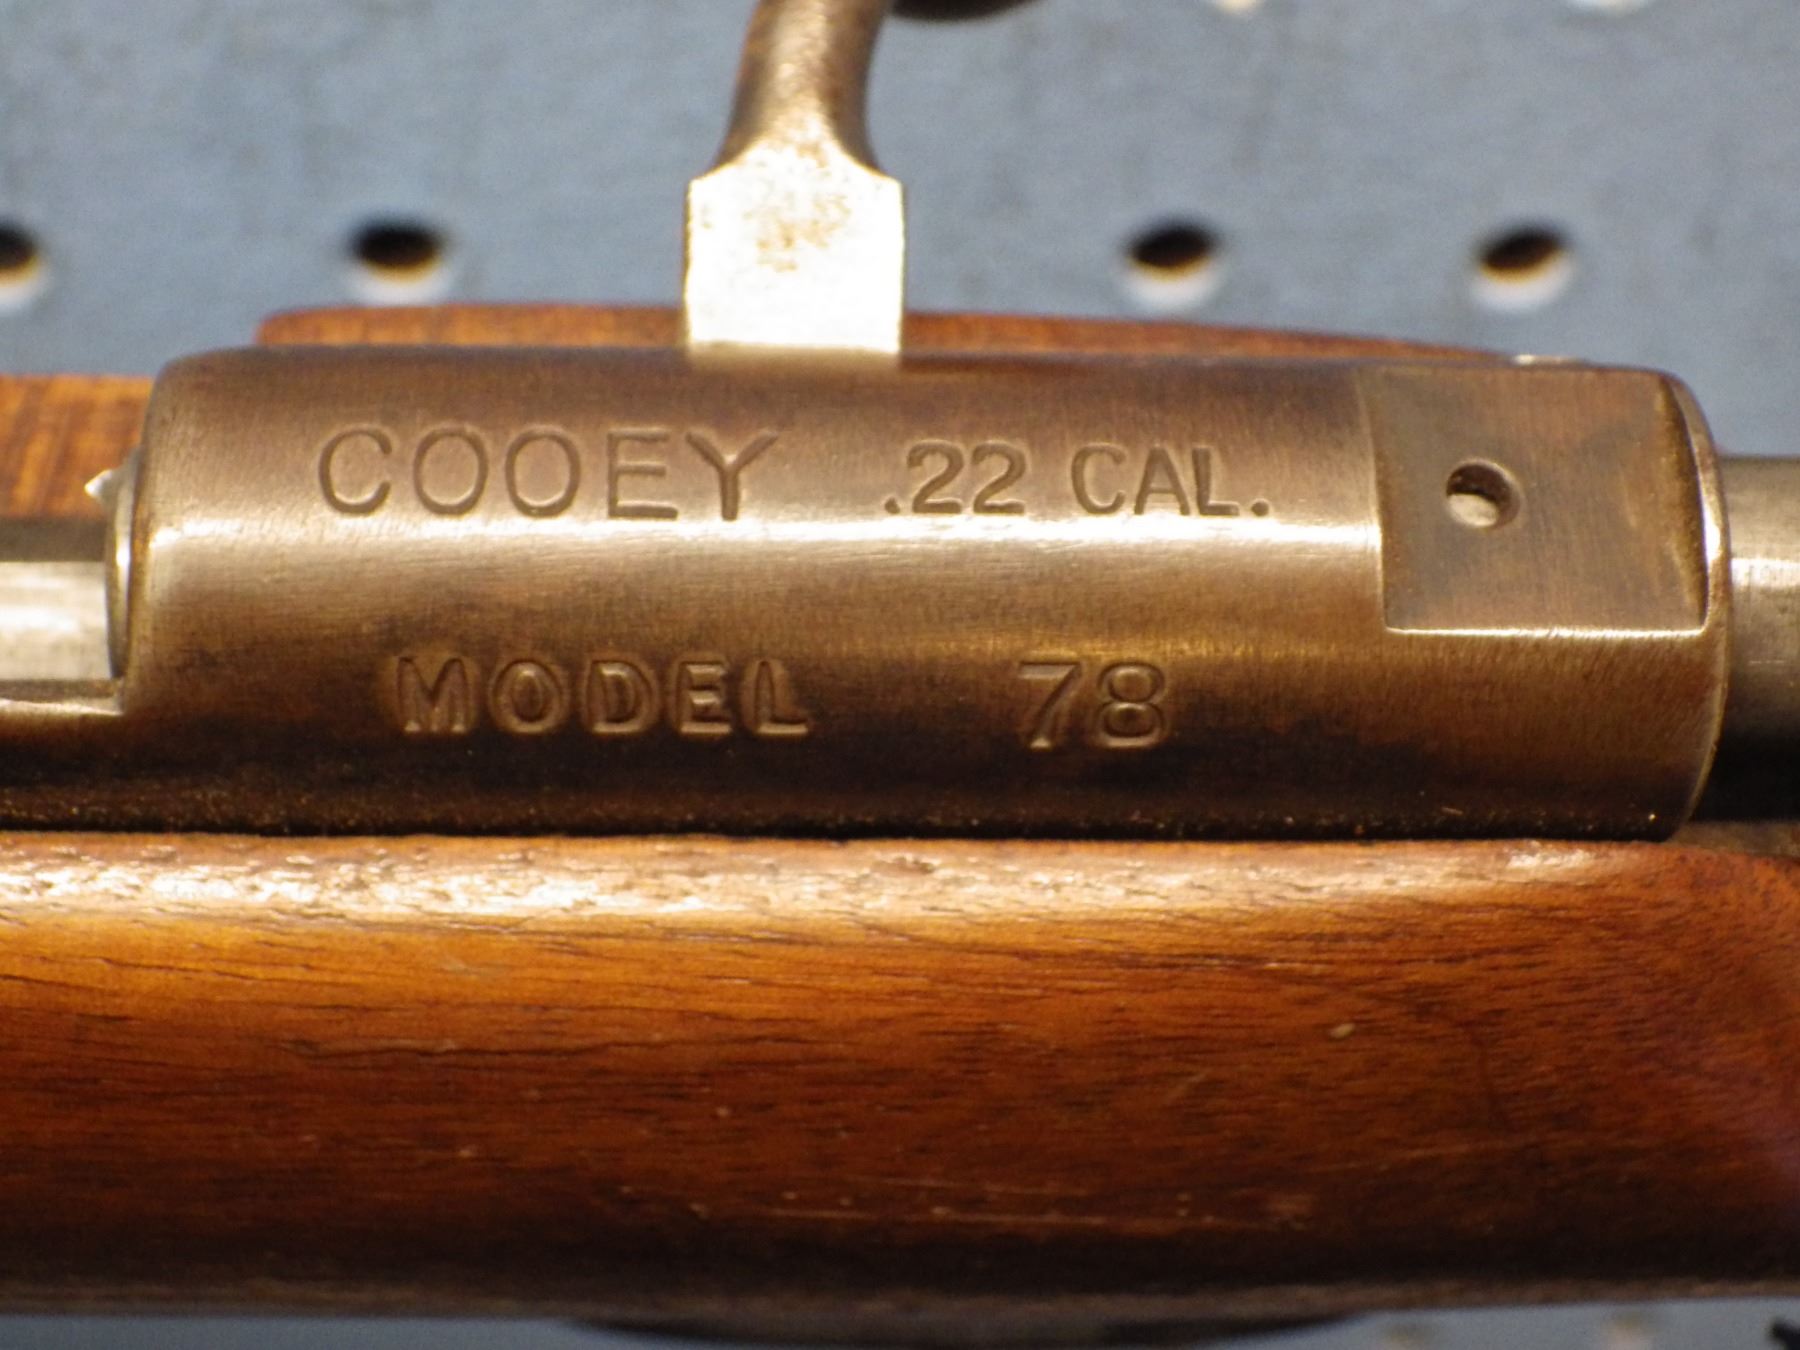 COOEY .22 CAL.
MODEL 78